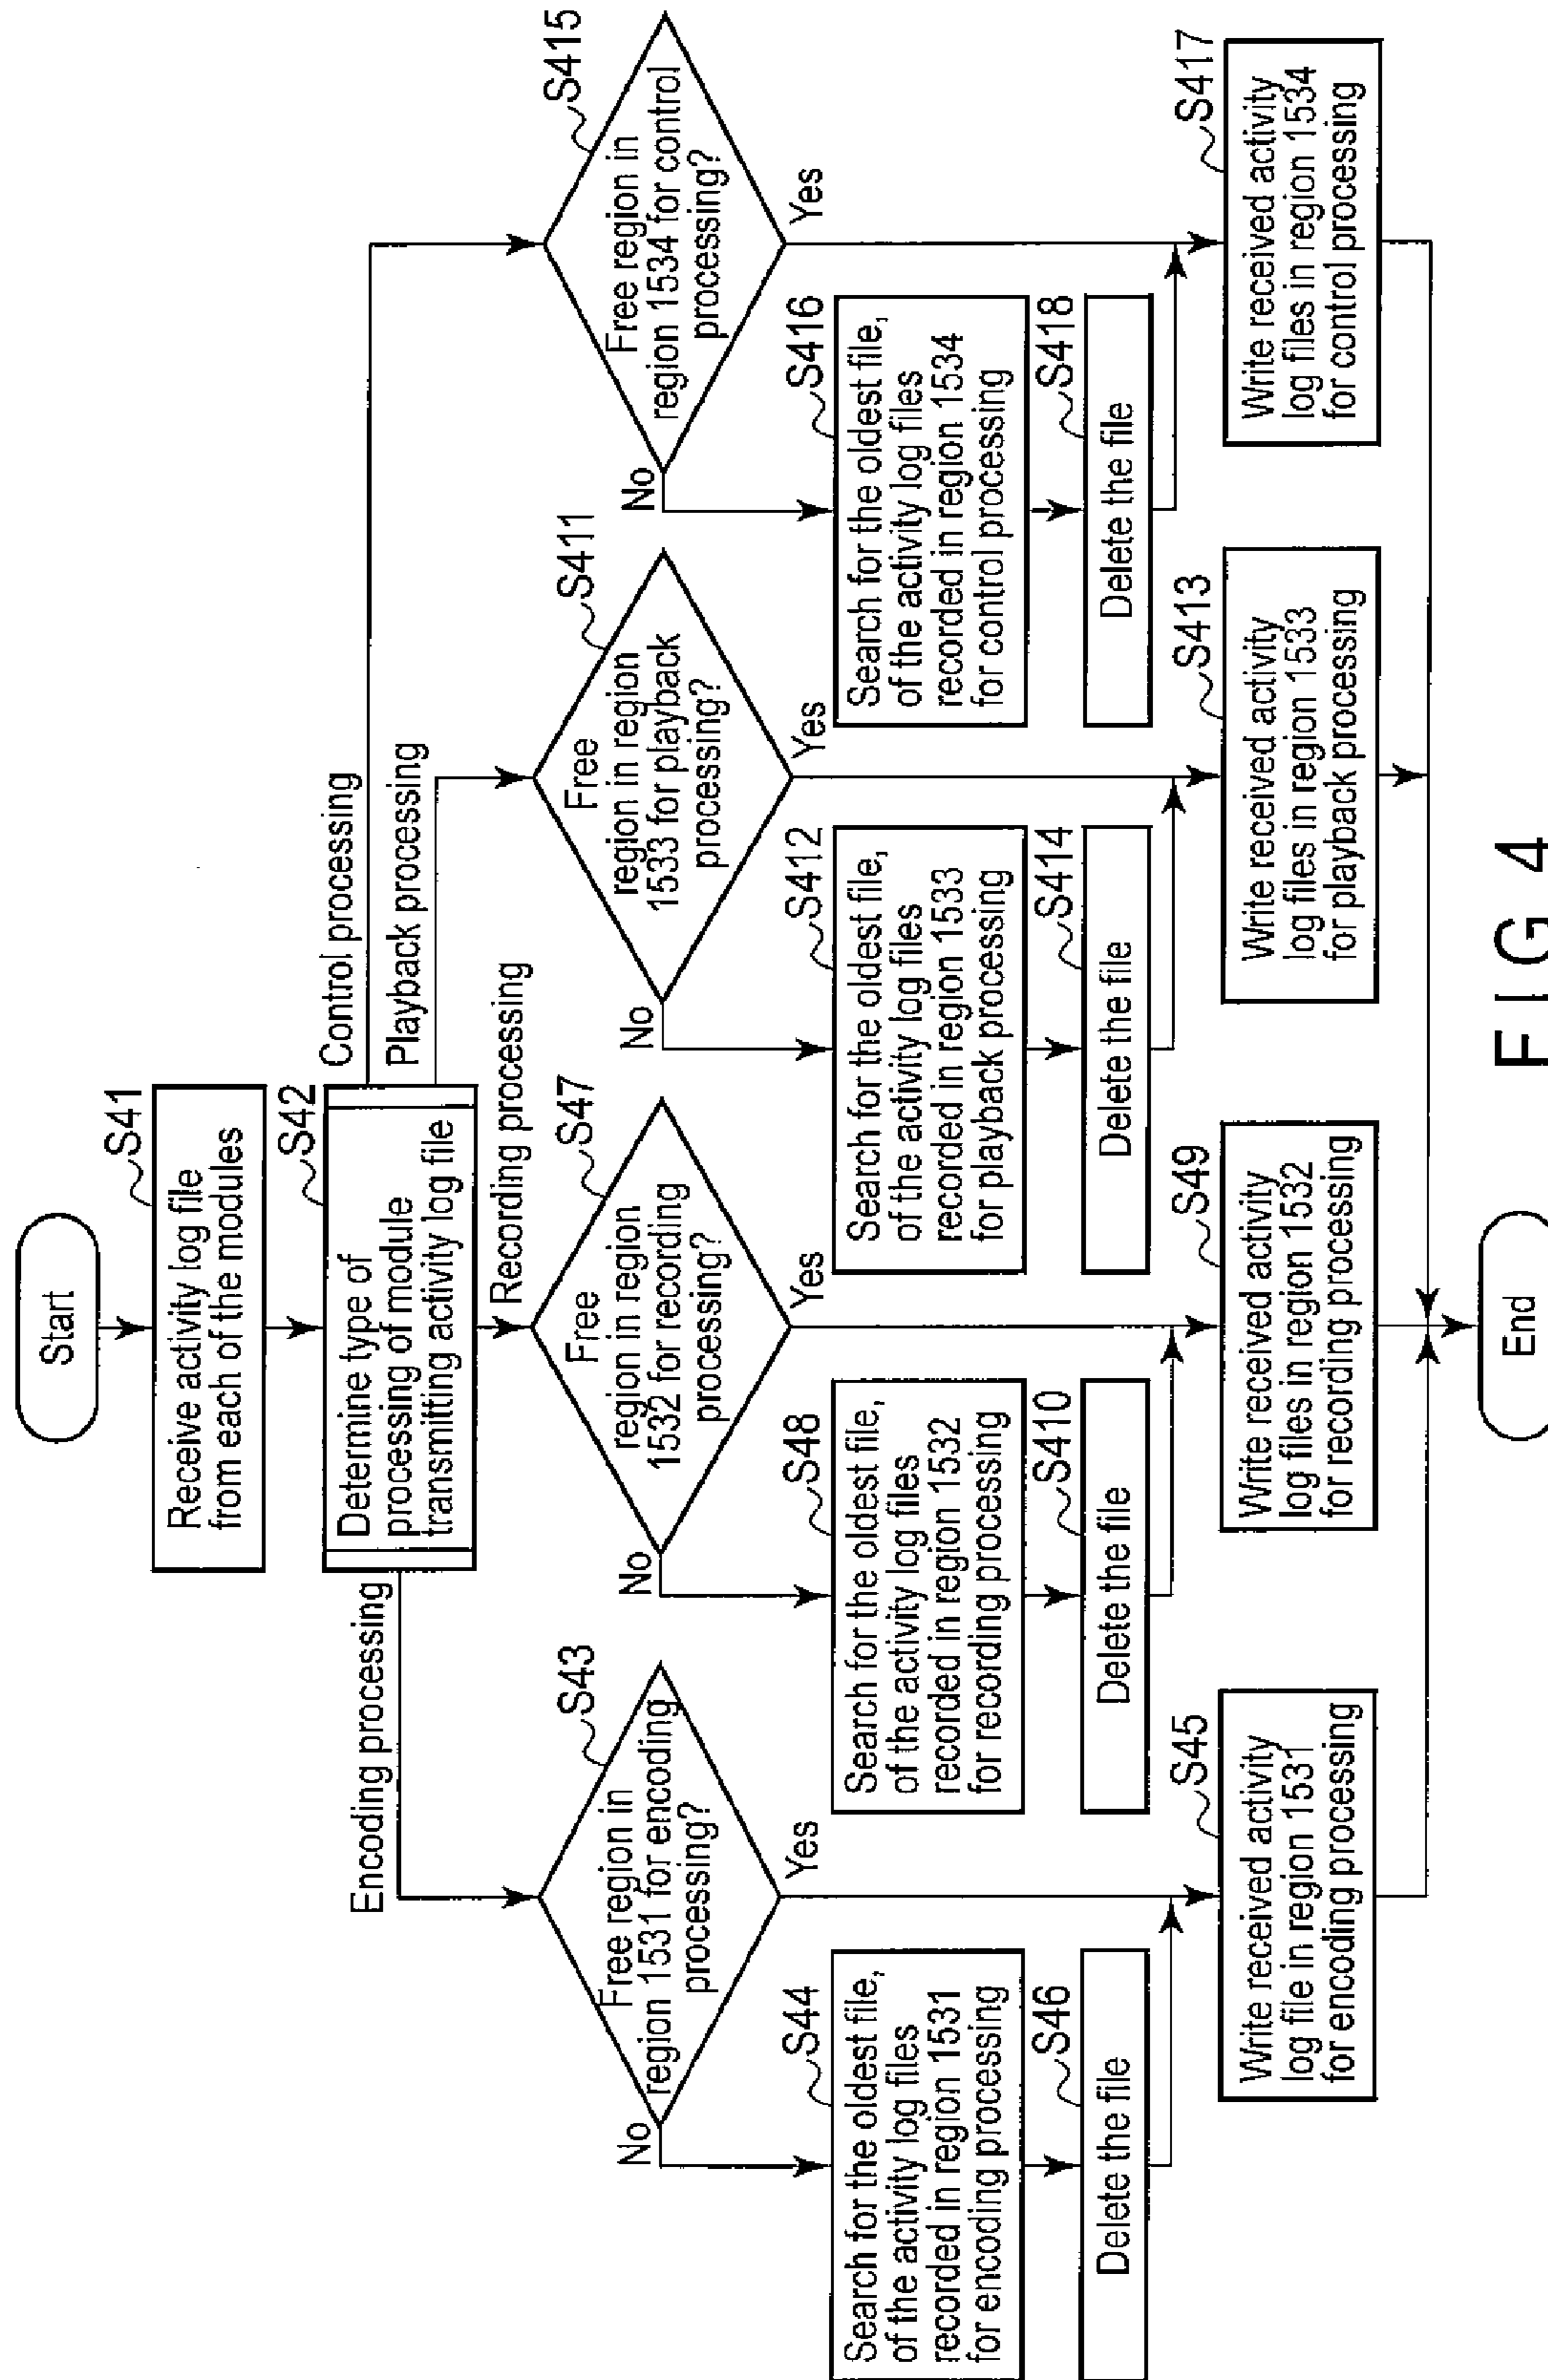 Start
S41
Receive activity log file
from each of the modules
S42
Determine type of
processing of module
transmitting activity log file
Encoding processing
Recording processing
Playback processing
Control processing
S43
Free region in
region 1531 for encoding
processing?
No
Yes
S44
Search for the oldest file,
of the activity log files
recorded in region 1531
for encoding processing
S46
Delete the file
S45
Write received activity
log file in region 1531
for encoding processing
S47
Free
region in region
1532 for recording
processing?
No
Yes
S48
Search for the oldest file,
of the activity log files
recorded in region 1532
for recording processing
S410
Delete the file
S49
Write received activity
log files in region 1532
for recording processing
S411
Free
region in region
1533 for playback
processing?
No
Yes
S412
Search for the oldest file,
of the activity log files
recorded in region 1533
for playback processing
S414
Delete the file
S413
Write received activity
log files in region 1533
for playback processing
S415
Free region in
region 1534 for control
processing?
No
Yes
S416
Search for the oldest file,
of the activity log files
recorded in region 1534
for control processing
S418
Delete the file
S417
Write received activity
log files in region 1534
for control processing
End
FIG 4